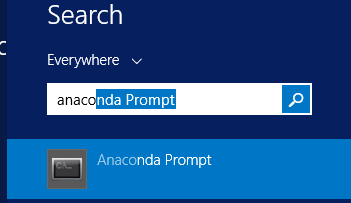 Search
Everywhere
anaconda Prompt
Anaconda Prompt